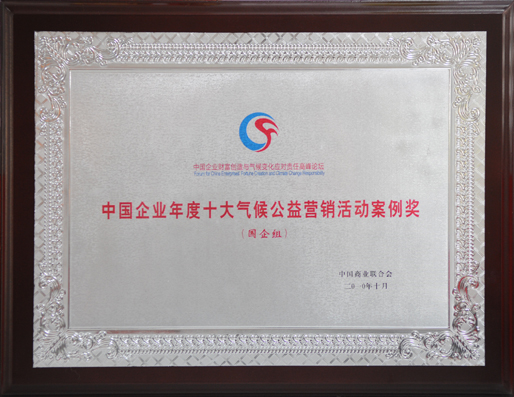 中国企业财富创造与气候变化应对责任高峰论坛
Forum for China Enterprises' Fortune Creation and Climate Change Responsibility
中国企业年度十大气候公益营销活动案例奖
（国企组）
中国商业联合会
二〇一〇年十月